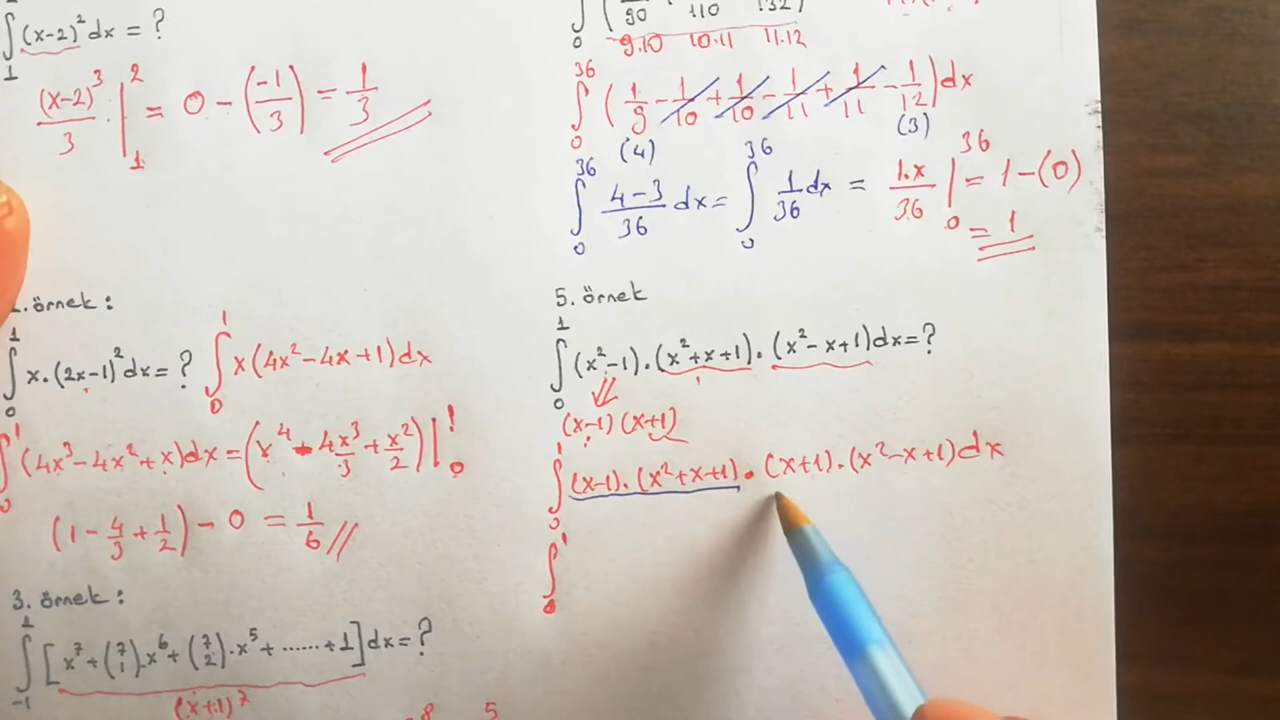 ∫₁ (x-2)² dx = ?
(x-2)³/3 |₁² = 0 - (-1/3) = 1/3
2. örnek :
∫₀¹ x.(2x-1)² dx = ? ∫₀¹ x(4x² - 4x + 1) dx
∫₀¹ (4x³ - 4x² + x) dx = (x⁴ - 4x³/3 + x²/2) |₀¹
(1 - 4/3 + 1/2) - 0 = 1/6 //
3. örnek :
∫₋₁¹ [x⁷ + (7 1).x⁶ + (7 2).x⁵ + ...... + 1] dx = ?
(x+1)⁷
8 5
90 110 132
9.10 10.11 11.12
∫₀³⁶ (1/9 - 1/10 + 1/10 - 1/11 + 1/11 - 1/12) dx
(4) (3)
∫₀³⁶ (4-3)/36 dx = ∫₀³⁶ 1/36 dx = 1.x/36 |₀³⁶ = 1 - (0)
= 1
5. örnek
∫₀¹ (x²-1).(x²+x+1).(x²-x+1) dx = ?
(x-1)(x+1)
∫₀¹ (x-1).(x²+x+1).(x+1).(x²-x+1) dx
∫₀¹